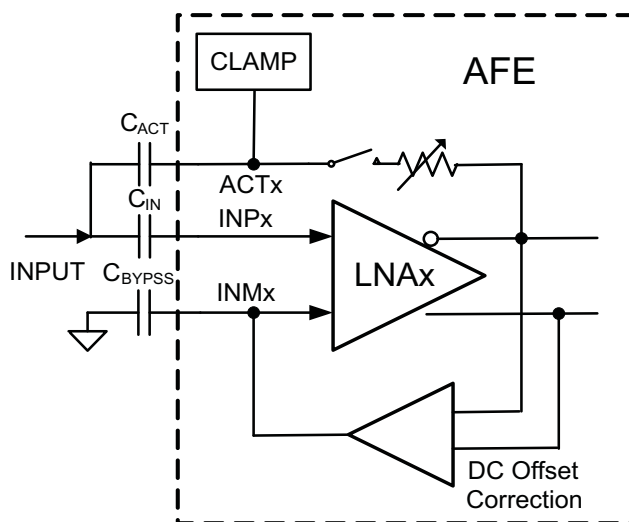 CLAMP
AFE
CACT
ACTx
CIN
INPx
INPUT
LNAx
CBYPSS
INMx
DC Offset
Correction